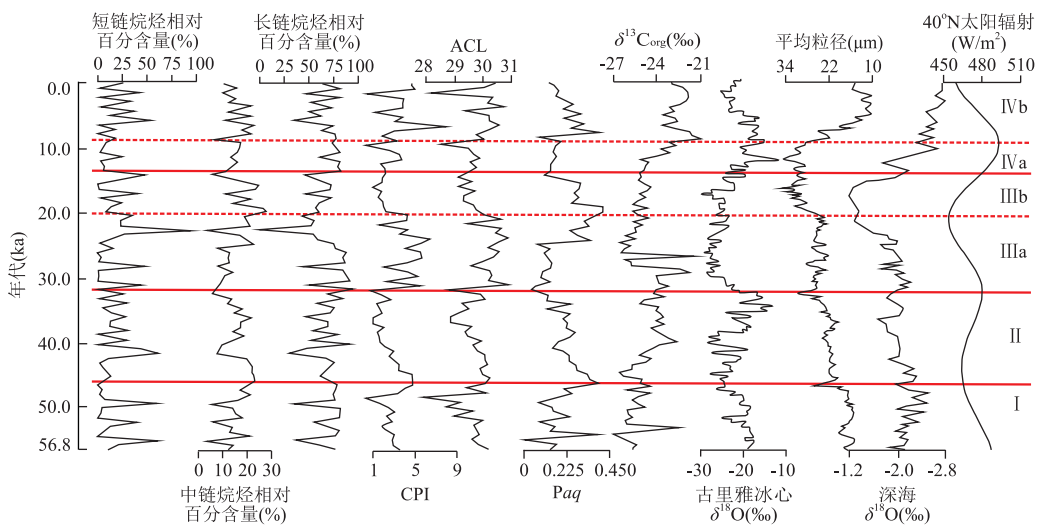 短链烷烃相对
百分含量(%)
0 25 50 75 100
长链烷烃相对
百分含量(%)
0 25 50 75 100
ACL
28 29 30 31
δ¹³Corg(‰)
-27 -24 -21
平均粒径(μm)
34 22 10
40°N太阳辐射
(W/m²)
450 480 510
年代(ka)
0.0
10.0
20.0
30.0
40.0
50.0
56.8
IVb
IVa
IIIb
IIIa
II
I
0 10 20 30
中链烷烃相对
百分含量(%)
1 5 9
CPI
0 0.225 0.450
Paq
-30 -20 -10
古里雅冰心
δ¹⁸O(‰)
-1.2 -2.0 -2.8
深海
δ¹⁸O(‰)